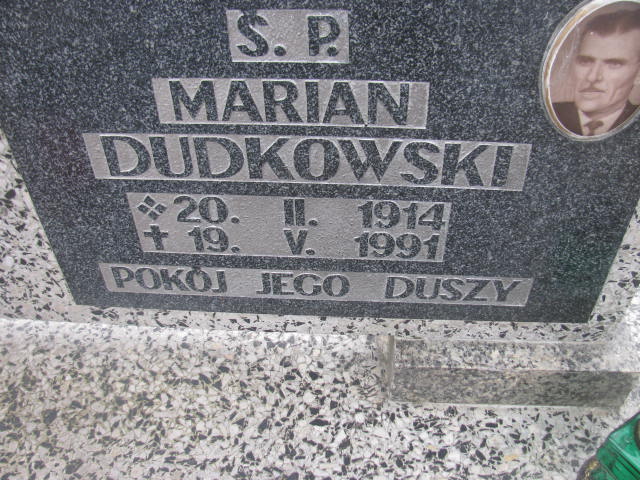 Ś. P.
MARIAN
DUDKOWSKI
20. II. 1914
19. V. 1991
POKÓJ JEGO DUSZY